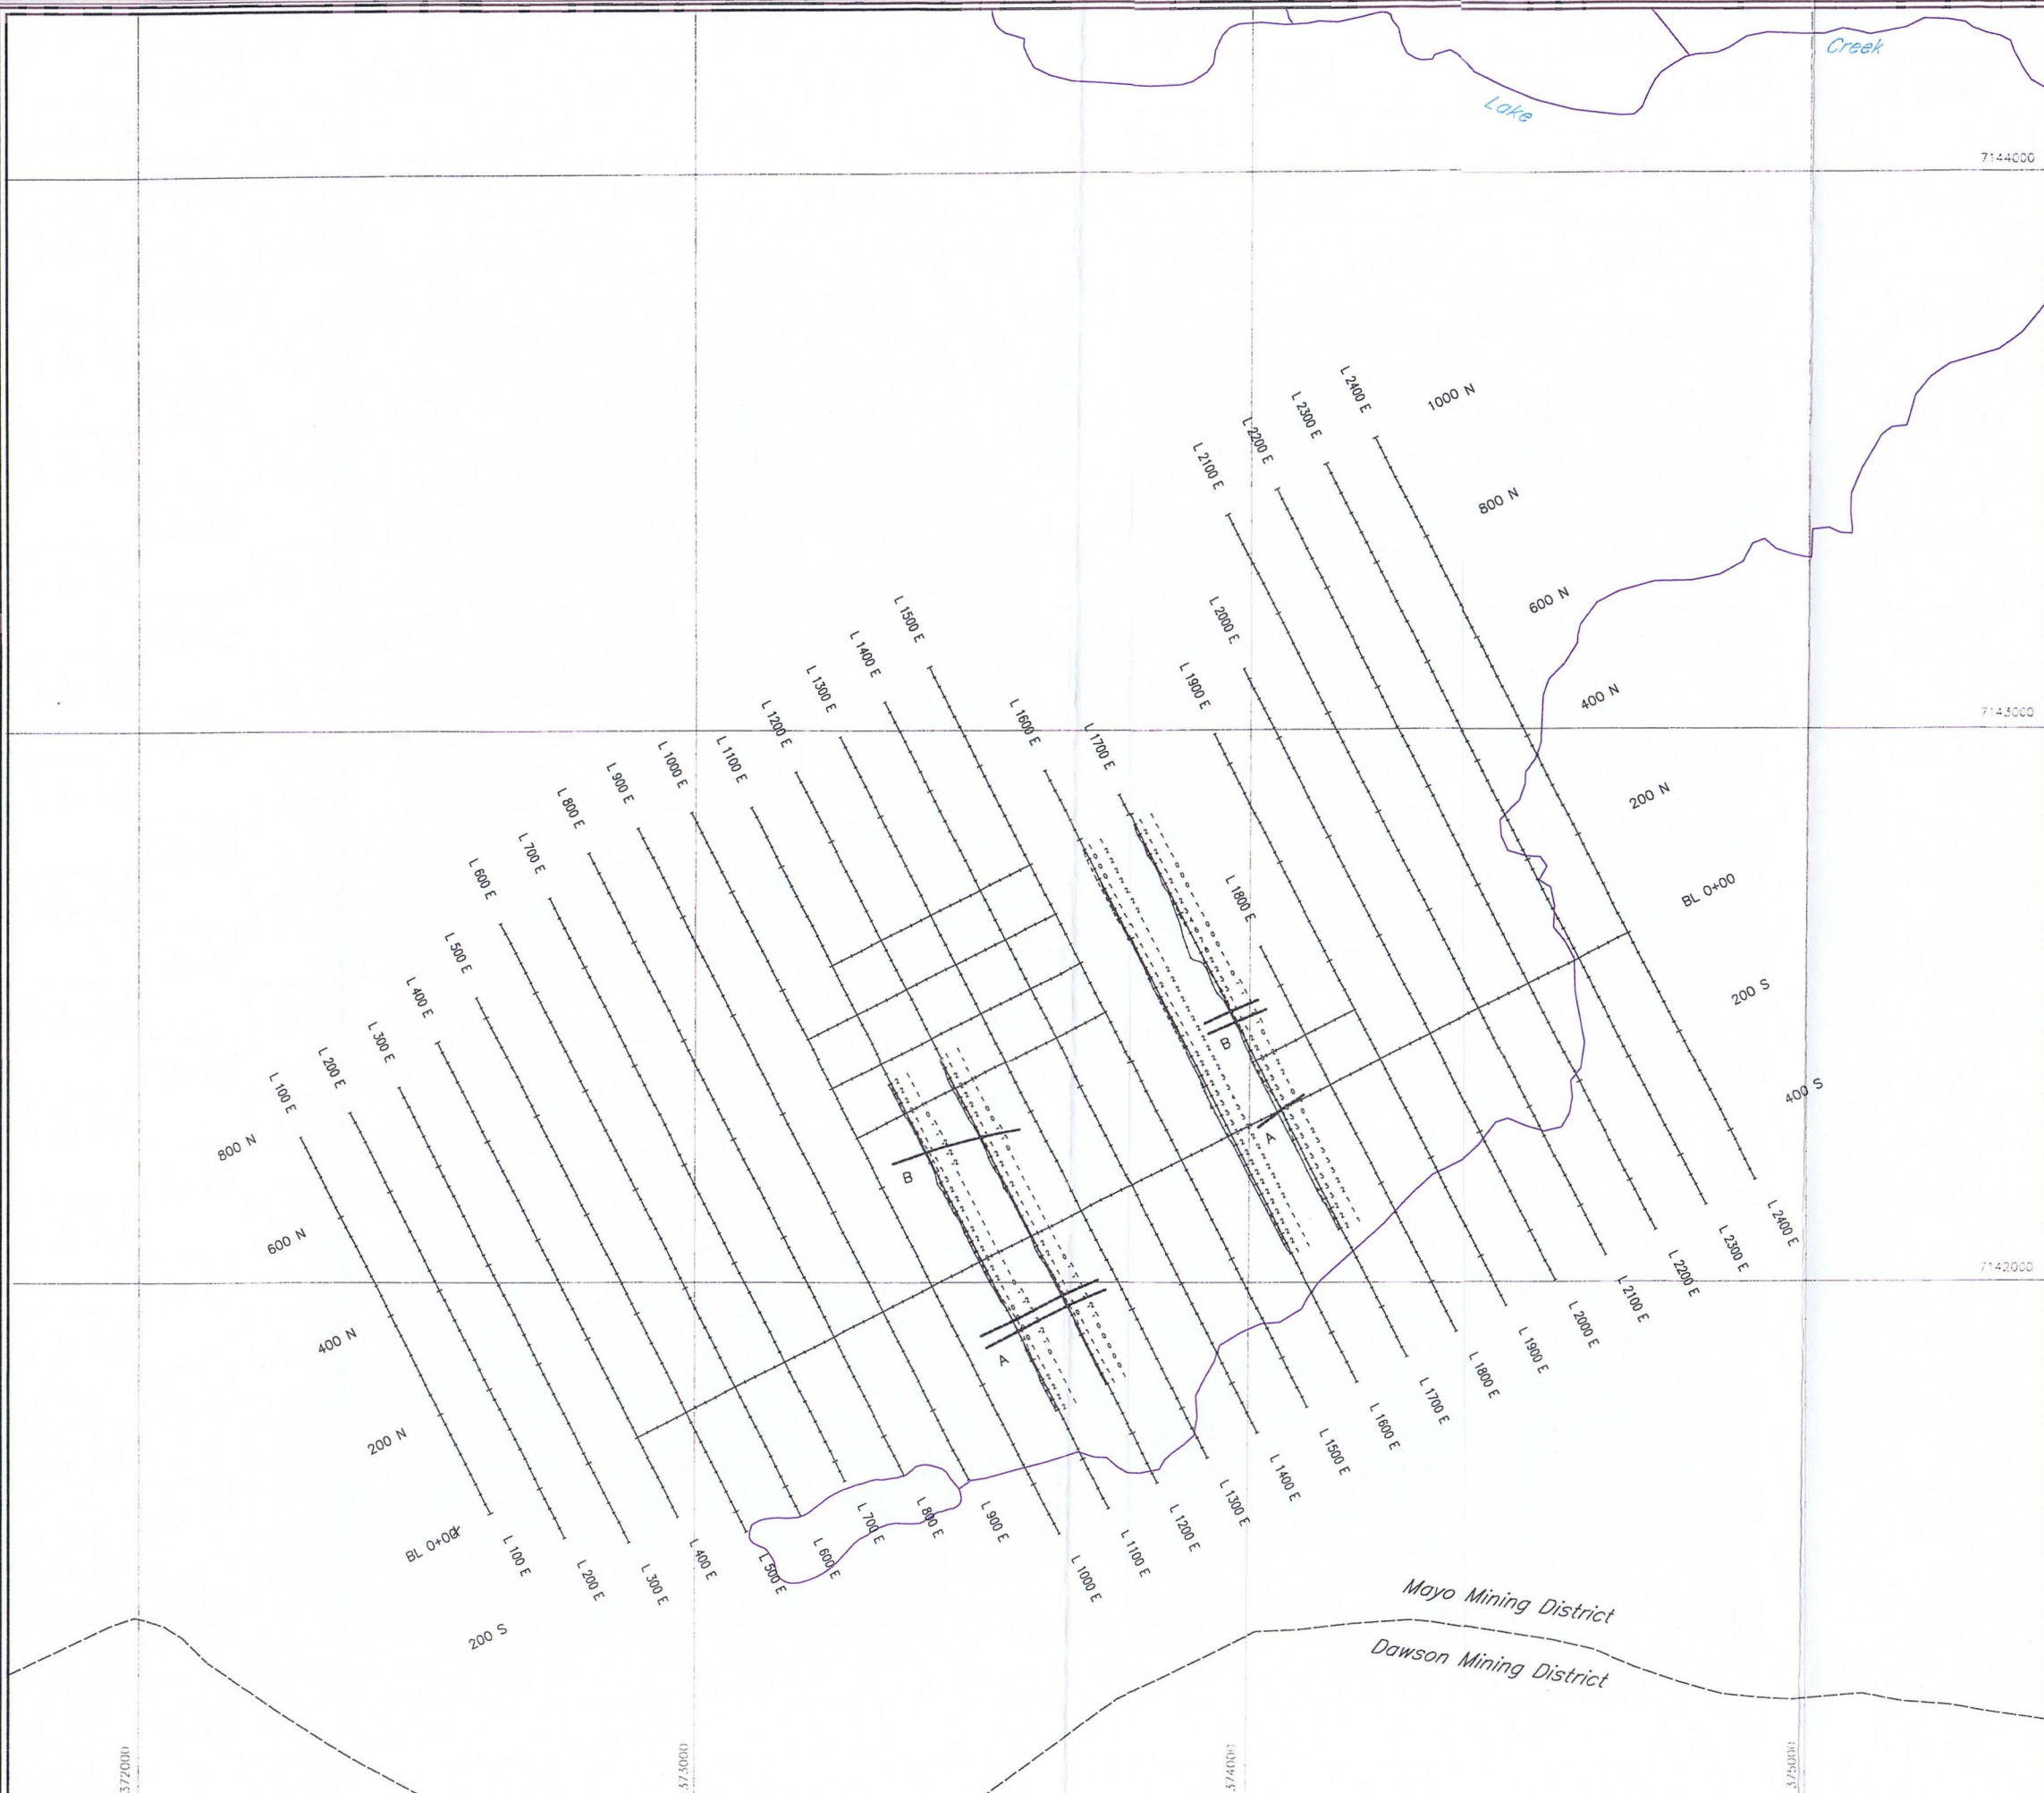 Creek
Lake
7144000
L 2400 E
1000 N
L 2300 E
L 2200 E
L 2100 E
800 N
600 N
L 2000 E
L 1500 E
L 1400 E
L 1300 E
L 1900 E
400 N
L 1600 E
L 1200 E
7143000
L 1700 E
L 1100 E
L 1000 E
L 900 E
L 800 E
200 N
L 700 E
L 600 E
L 1800 E
BL 0+00
L 500 E
L 400 E
200 S
L 300 E
B
L 200 E
L 100 E
400 S
800 N
A
B
600 N
L 2400 E
L 2300 E
7142000
L 2200 E
L 2100 E
L 2000 E
400 N
A
L 1900 E
L 1800 E
L 1700 E
L 1600 E
200 N
L 1500 E
L 1400 E
L 1300 E
L 1200 E
L 1100 E
L 1000 E
L 900 E
L 800 E
L 700 E
L 600 E
L 500 E
L 400 E
L 300 E
L 200 E
L 100 E
BL 0+00
200 S
Mayo Mining District
Dawson Mining District
372000
373000
374000
375000